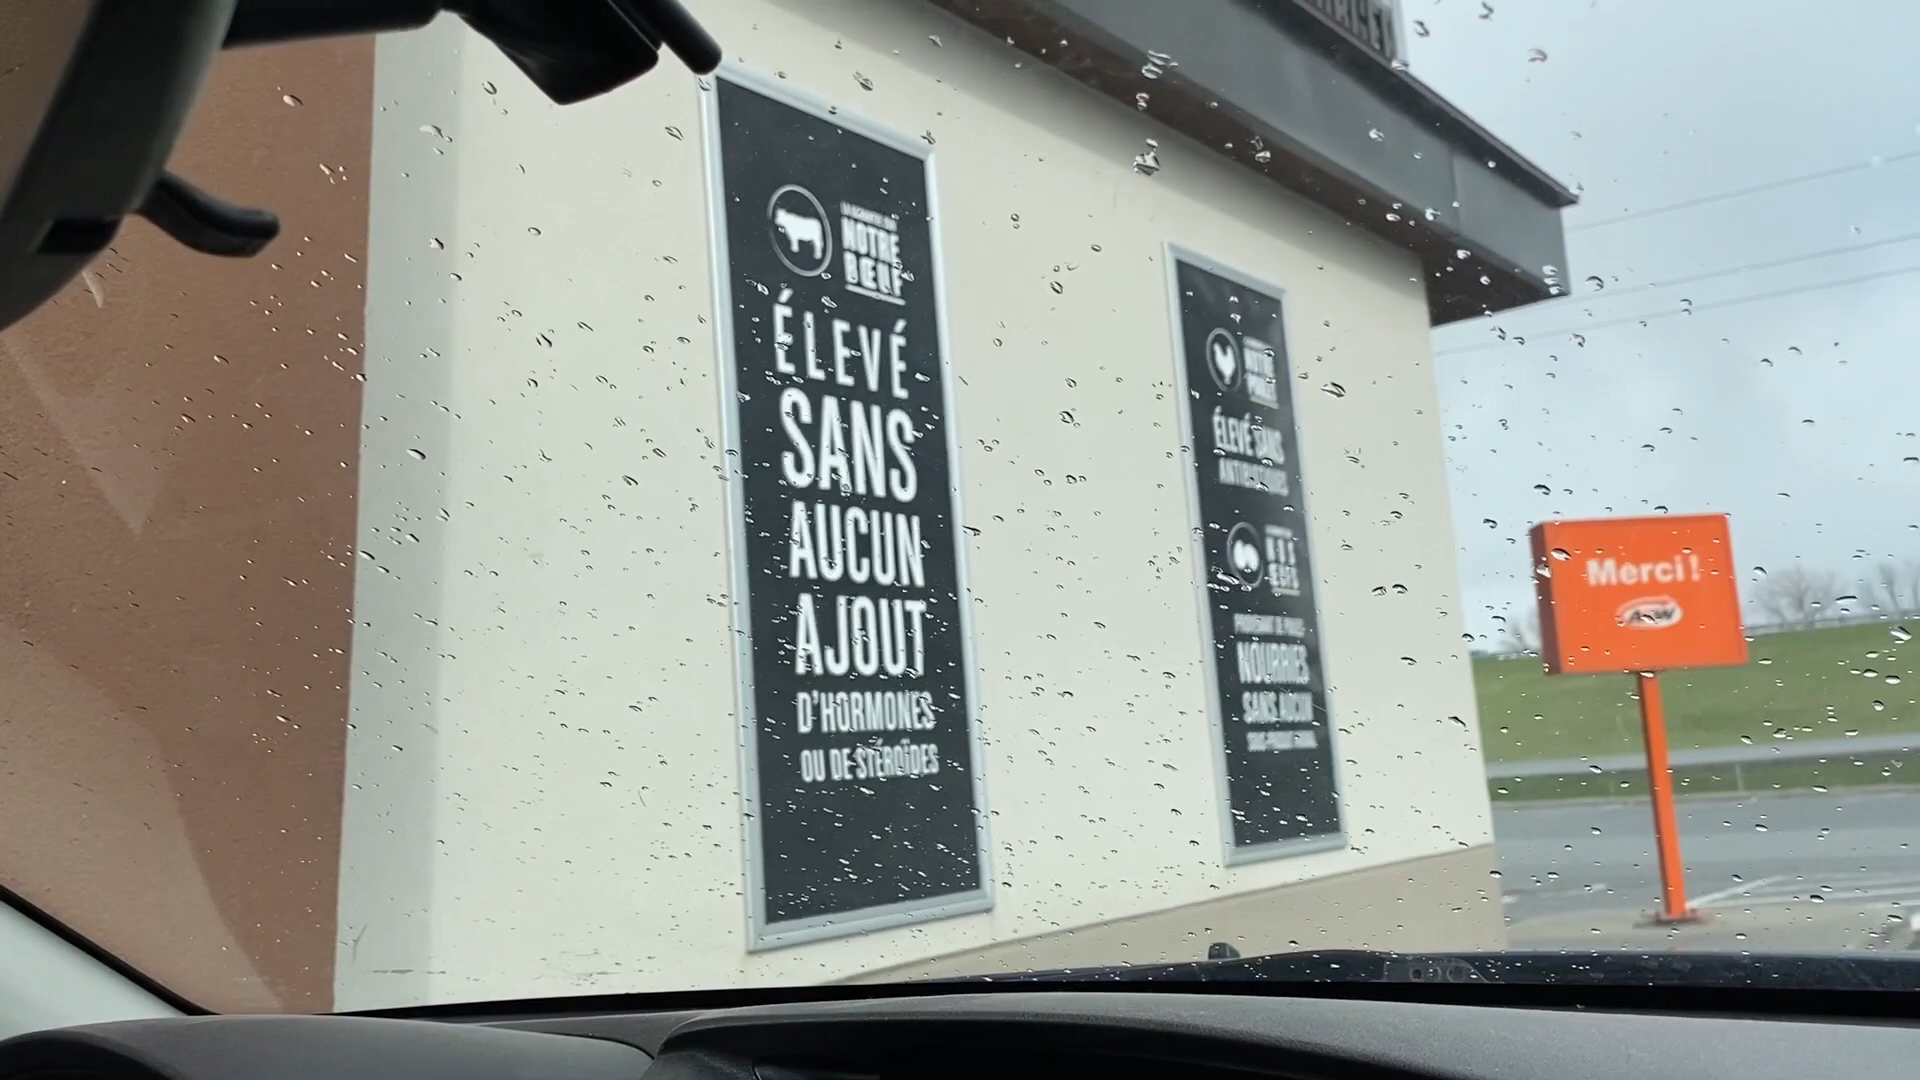 NOTRE
BŒUF
ÉLEVÉ
SANS
AUCUN
AJOUT
D'HORMONES
OU DE STÉROÏDES
NOTRE
POULET
ÉLEVÉ SANS
ANTIBIOTIQUES
NOS
NOURRIES
SANS AUCUN
Merci!
A&W